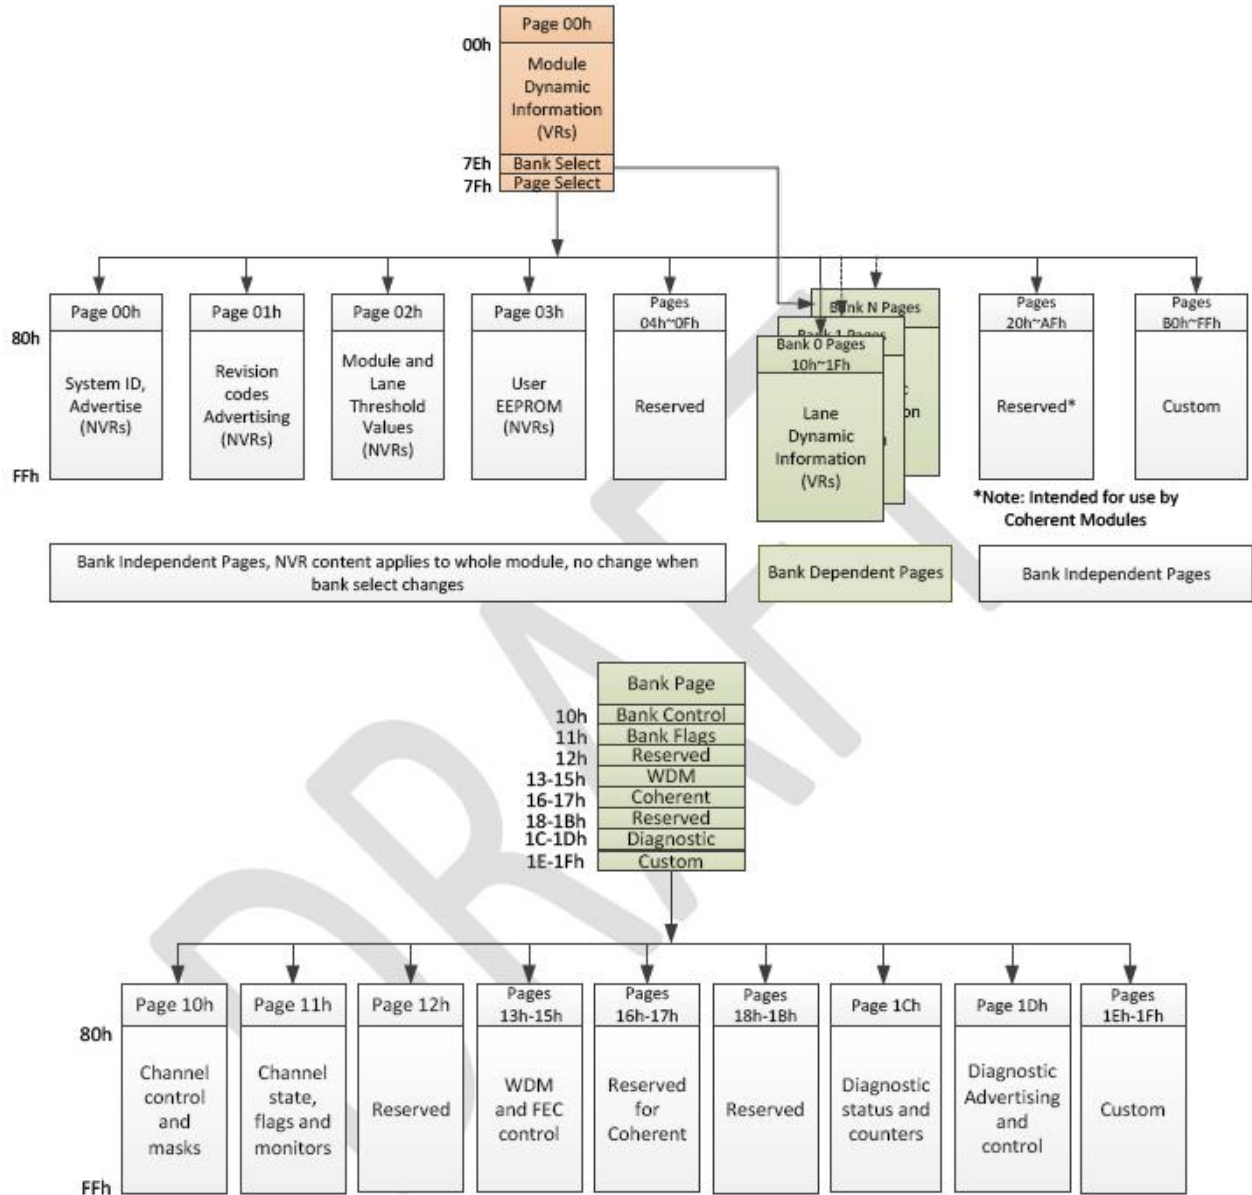 Page 00h
00h
Module
Dynamic
Information
(VRs)
7Eh
Bank Select
7Fh
Page Select
Page 00h
Page 01h
Page 02h
Page 03h
Pages
04h~0Fh
Bank N Pages
Bank 1 Pages
Bank 0 Pages
10h~1Fh
Pages
20h~AFh
Pages
B0h~FFh
80h
System ID,
Advertise
(NVRs)
Revision
codes
Advertising
(NVRs)
Module and
Lane
Threshold
Values
(NVRs)
User
EEPROM
(NVRs)
Reserved
Lane
Dynamic
Information
(VRs)
Reserved*
Custom
FFh
*Note: Intended for use by
Coherent Modules
Bank Independent Pages, NVR content applies to whole module, no change when
bank select changes
Bank Dependent Pages
Bank Independent Pages
DRAFT
Bank Page
10h Bank Control
11h Bank Flags
12h Reserved
13-15h WDM
16-17h Coherent
18-1Bh Reserved
1C-1Dh Diagnostic
1E-1Fh Custom
Page 10h
Page 11h
Page 12h
Pages
13h-15h
Pages
16h-17h
Pages
18h-1Bh
Page 1Ch
Page 1Dh
Pages
1Eh-1Fh
80h
Channel
control
and
masks
Channel
state,
flags and
monitors
Reserved
WDM
and FEC
control
Reserved
for
Coherent
Reserved
Diagnostic
status and
counters
Diagnostic
Advertising
and
control
Custom
FFh